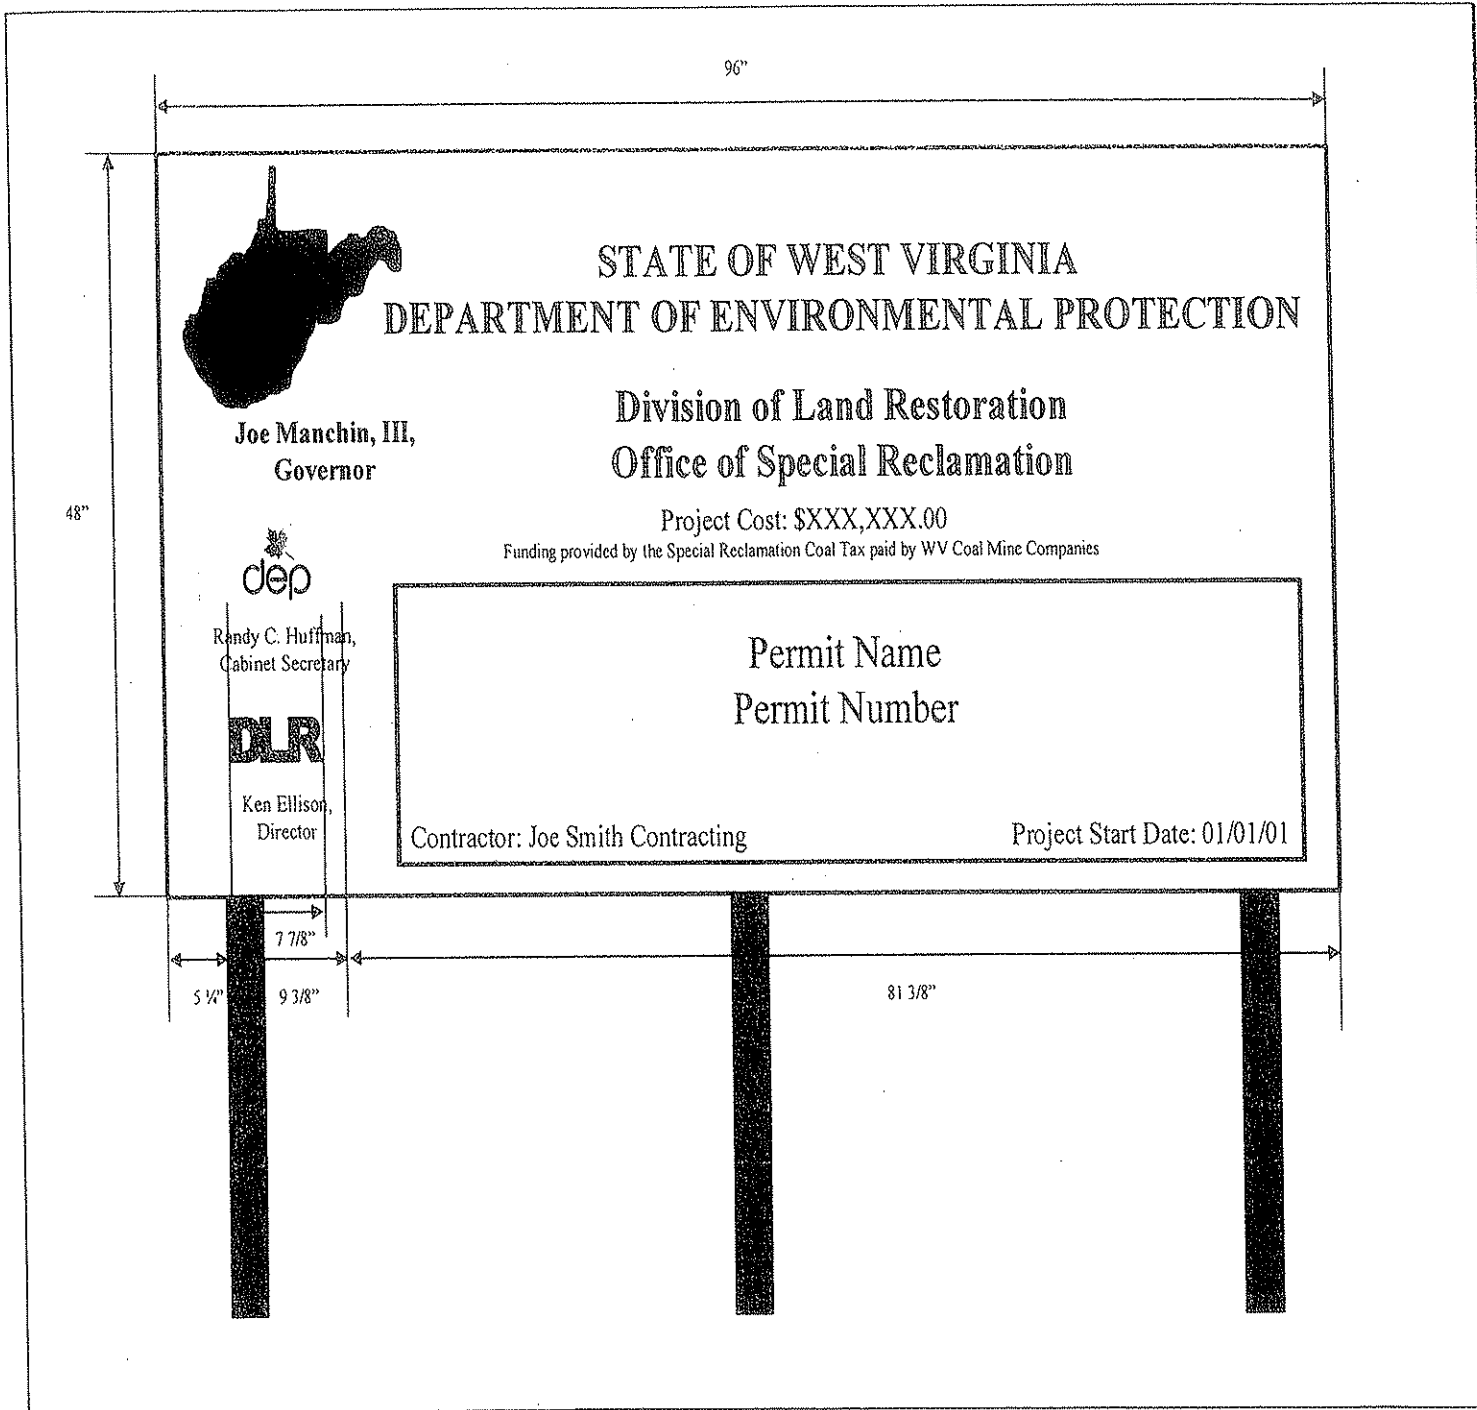 96”
STATE OF WEST VIRGINIA
DEPARTMENT OF ENVIRONMENTAL PROTECTION
Division of Land Restoration
Office of Special Reclamation
Joe Manchin, III,
Governor
48”
Project Cost: $XXX,XXX.00
Funding provided by the Special Reclamation Coal Tax paid by WV Coal Mine Companies
dep
Randy C. Huffman,
Cabinet Secretary
Permit Name
Permit Number
DLR
Ken Ellison,
Director
Contractor: Joe Smith Contracting
Project Start Date: 01/01/01
7 7/8”
5 ¼”
9 3/8”
81 3/8”